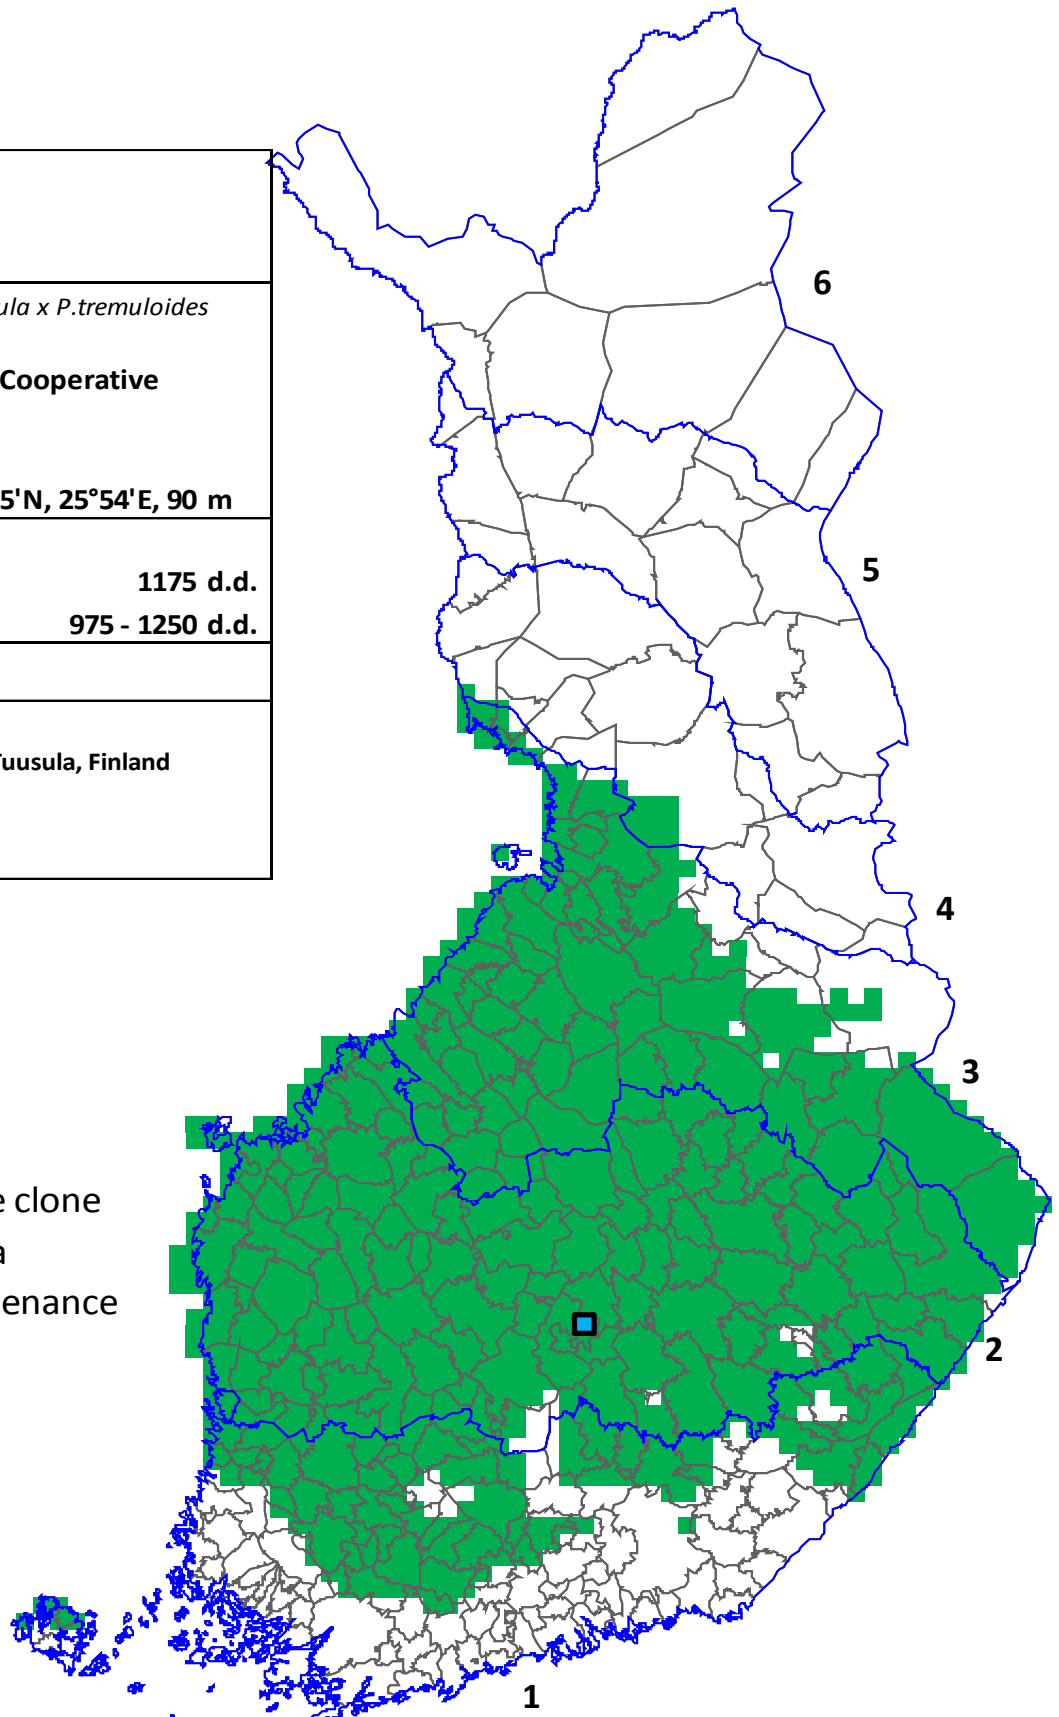 ula x P.tremuloides
Cooperative
5'N, 25°54'E, 90 m
1175 d.d.
975 - 1250 d.d.
Tuusula, Finland
e clone
a
enance
6
5
4
3
2
1